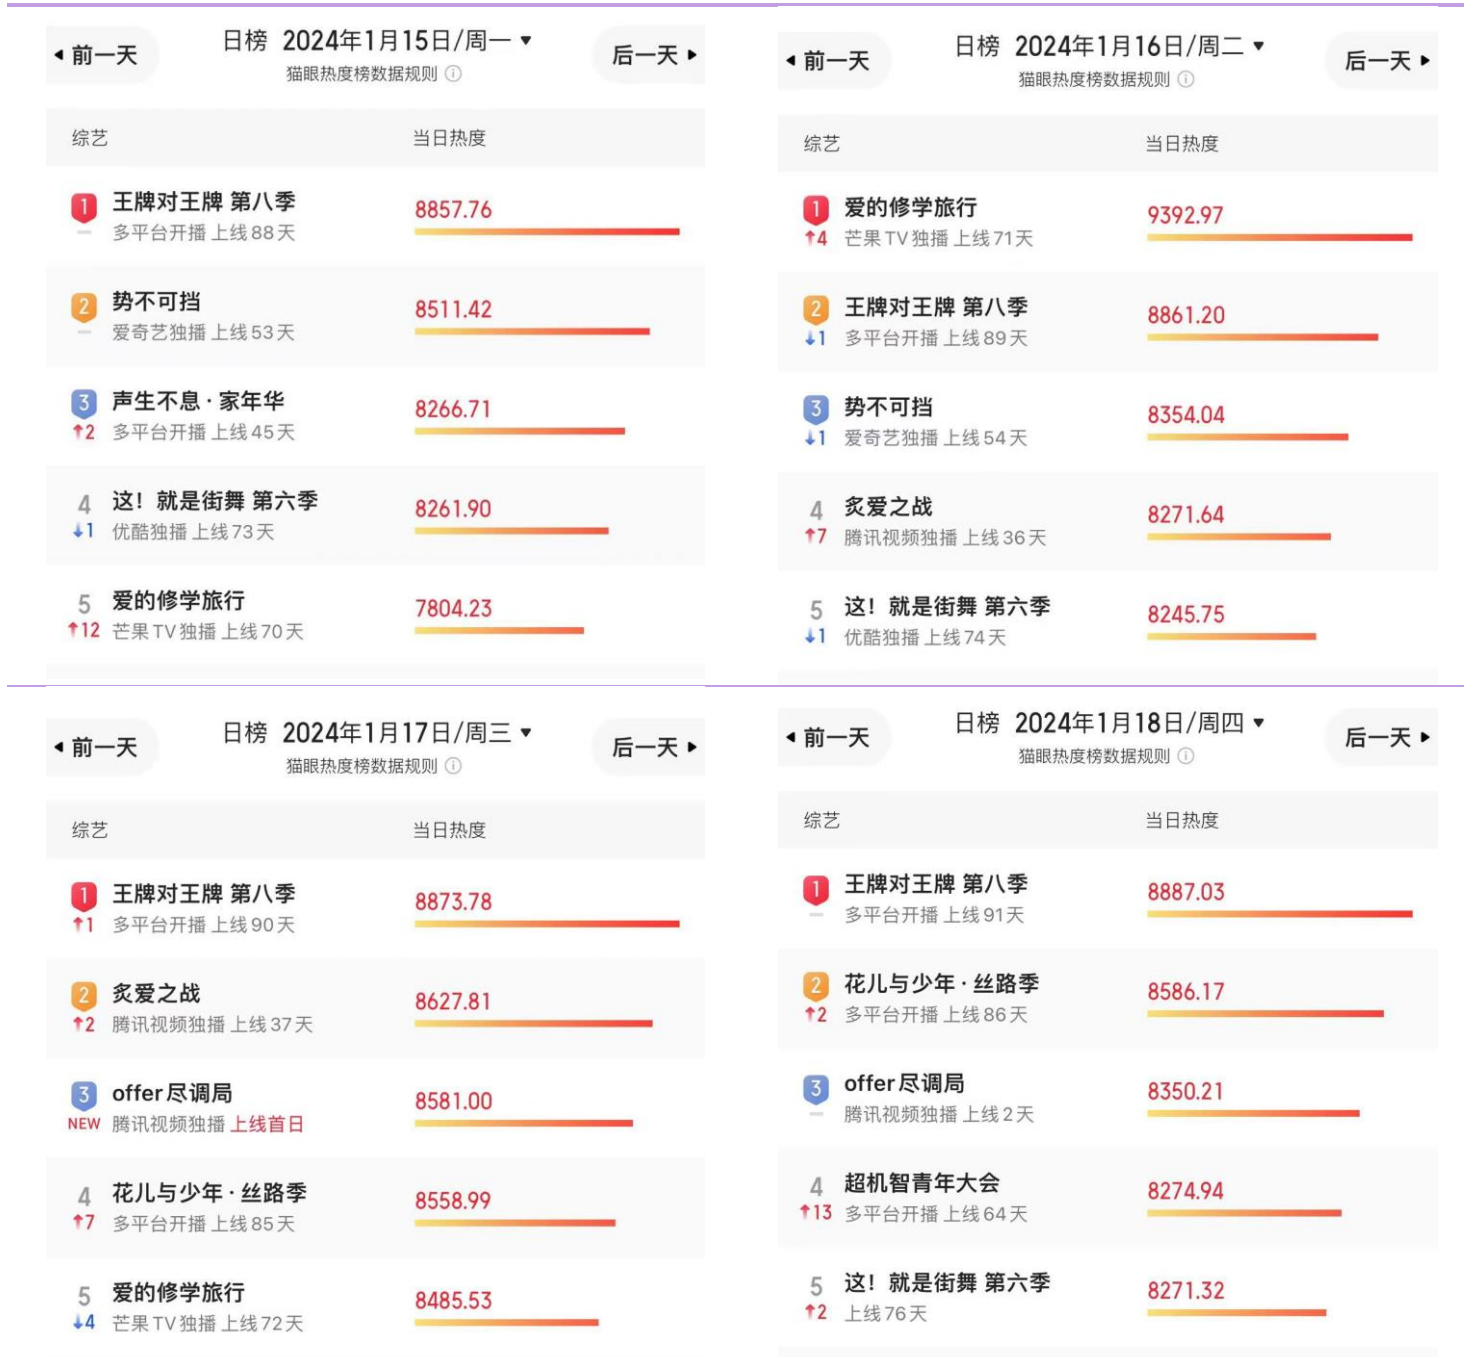 前一天
日榜 2024年1月15日/周一
后一天
猫眼热度榜数据规则
综艺 当日热度
1 王牌对王牌 第八季 8857.76
多平台开播 上线88天
2 势不可挡 8511.42
爱奇艺独播 上线53天
3 声生不息·家年华 8266.71
↑2 多平台开播 上线45天
4 这！就是街舞 第六季 8261.90
↓1 优酷独播 上线73天
5 爱的修学旅行 7804.23
↑12 芒果TV独播 上线70天
前一天
日榜 2024年1月16日/周二
后一天
猫眼热度榜数据规则
综艺 当日热度
1 爱的修学旅行 9392.97
↑4 芒果TV独播 上线71天
2 王牌对王牌 第八季 8861.20
↓1 多平台开播 上线89天
3 势不可挡 8354.04
↓1 爱奇艺独播 上线54天
4 炙爱之战 8271.64
↑7 腾讯视频独播 上线36天
5 这！就是街舞 第六季 8245.75
↓1 优酷独播 上线74天
前一天
日榜 2024年1月17日/周三
后一天
猫眼热度榜数据规则
综艺 当日热度
1 王牌对王牌 第八季 8873.78
↑1 多平台开播 上线90天
2 炙爱之战 8627.81
↑2 腾讯视频独播 上线37天
3 offer尽调局 8581.00
NEW 腾讯视频独播 上线首日
4 花儿与少年·丝路季 8558.99
↑7 多平台开播 上线85天
5 爱的修学旅行 8485.53
↓4 芒果TV独播 上线72天
前一天
日榜 2024年1月18日/周四
后一天
猫眼热度榜数据规则
综艺 当日热度
1 王牌对王牌 第八季 8887.03
多平台开播 上线91天
2 花儿与少年·丝路季 8586.17
↑2 多平台开播 上线86天
3 offer尽调局 8350.21
腾讯视频独播 上线2天
4 超机智青年大会 8274.94
↑13 多平台开播 上线64天
5 这！就是街舞 第六季 8271.32
↑2 上线76天